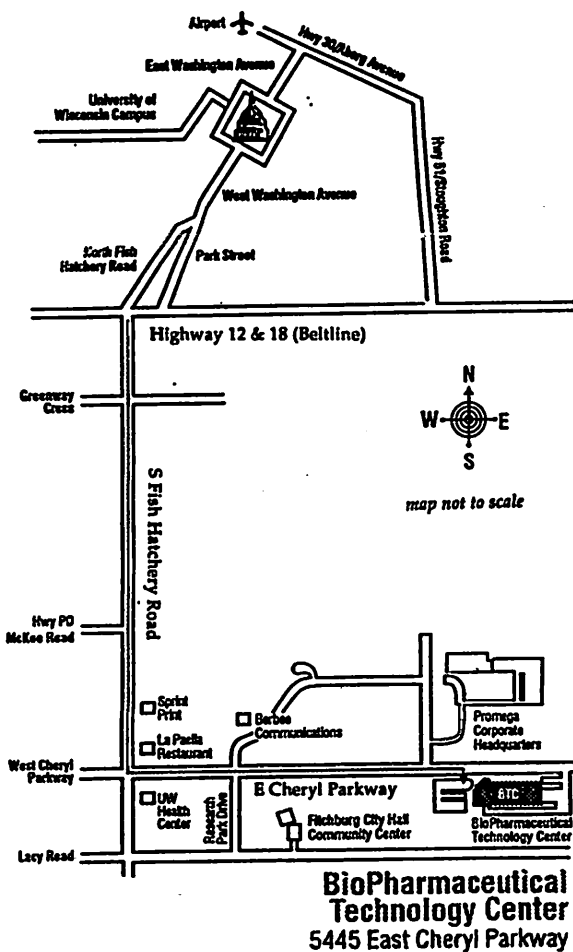 Airport
Hwy 30/Aberg Avenue
East Washington Avenue
University of
Wisconsin Campus
Hwy 51/Stoughton Road
West Washington Avenue
North Fish
Hatchery Road
Park Street
Highway 12 & 18 (Beltline)
Greenway
Cross
N
W
E
S
map not to scale
S Fish Hatchery Road
Hwy PD
McKee Road
Sprint
Print
Berbee
Communications
Promega
Corporate
Headquarters
La Paella
Restaurant
West Cheryl
Parkway
E Cheryl Parkway
UW
Health
Center
Research
Park Drive
Fitchburg City Hall
Community Center
BTC
BioPharmaceutical
Technology Center
Lacy Road
BioPharmaceutical
Technology Center
5445 East Cheryl Parkway